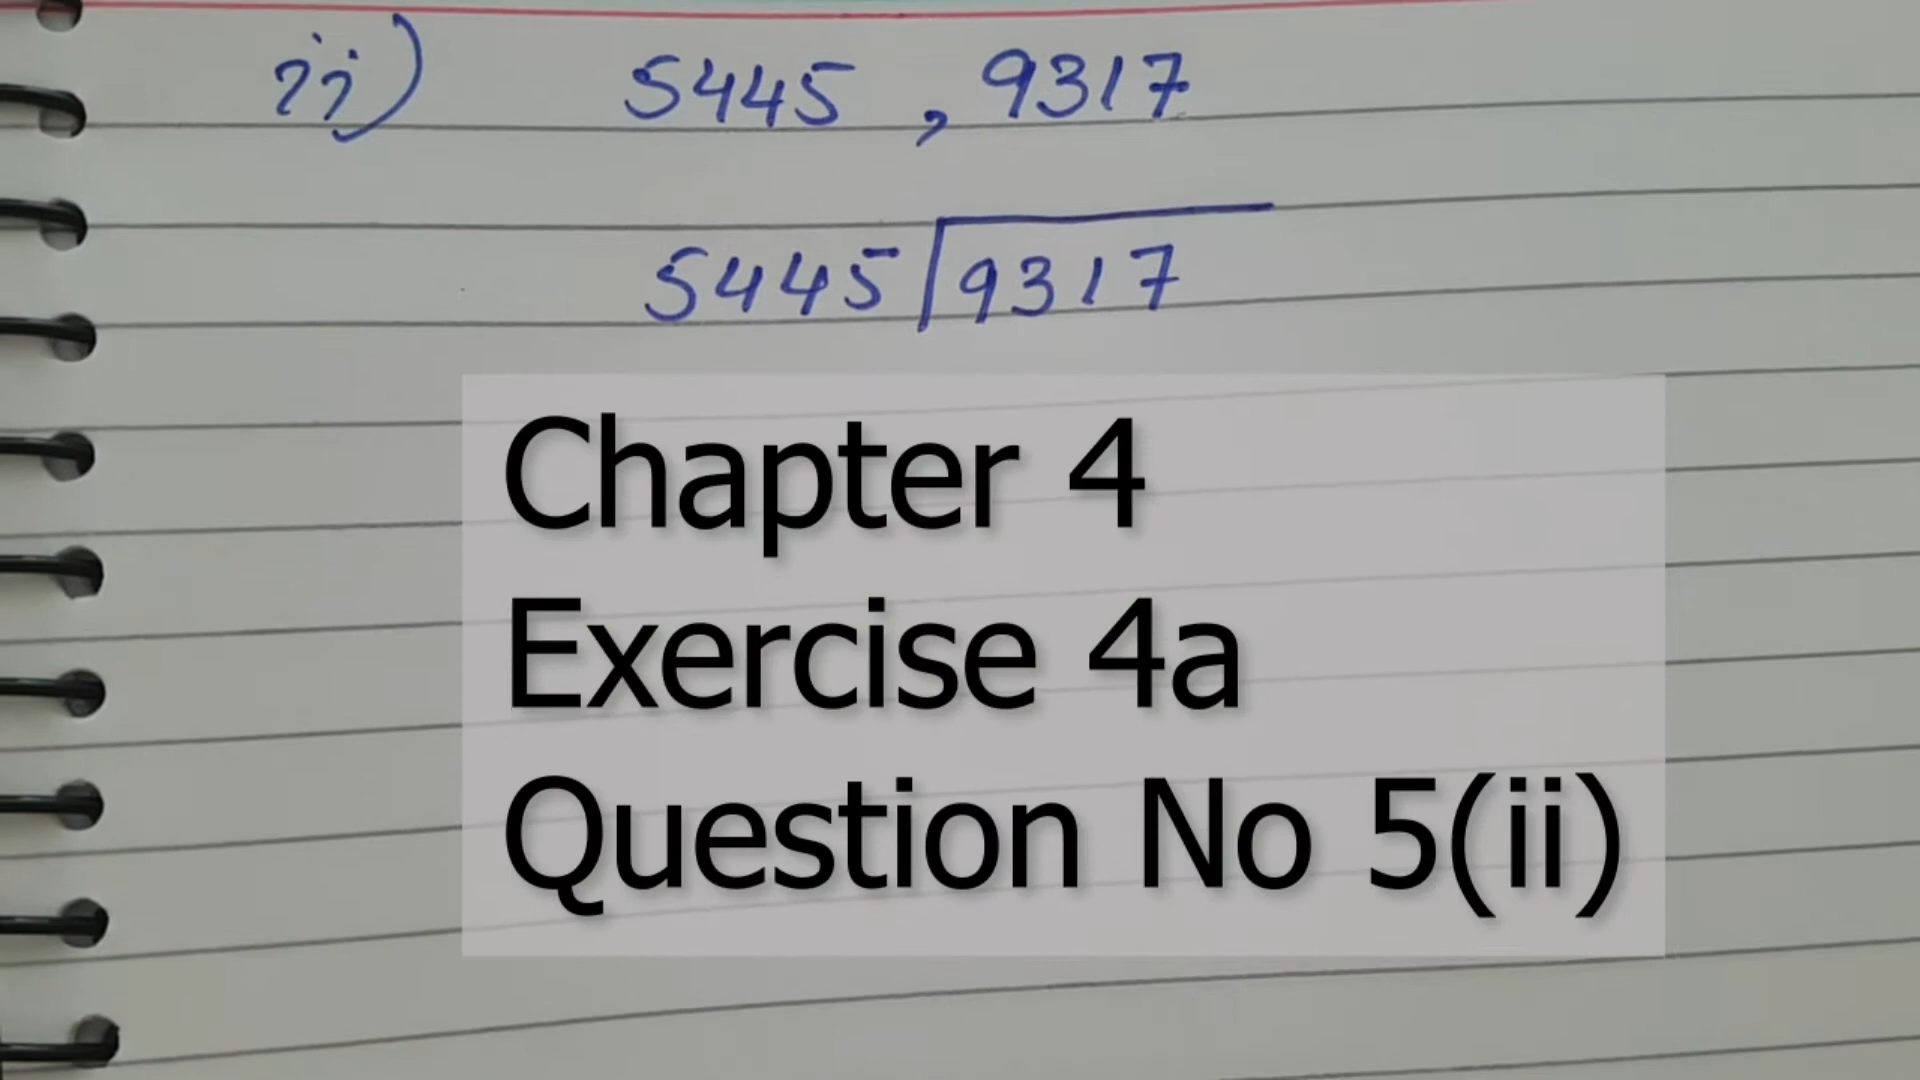 ii) 5445 , 9317
5445 9317
Chapter 4
Exercise 4a
Question No 5(ii)